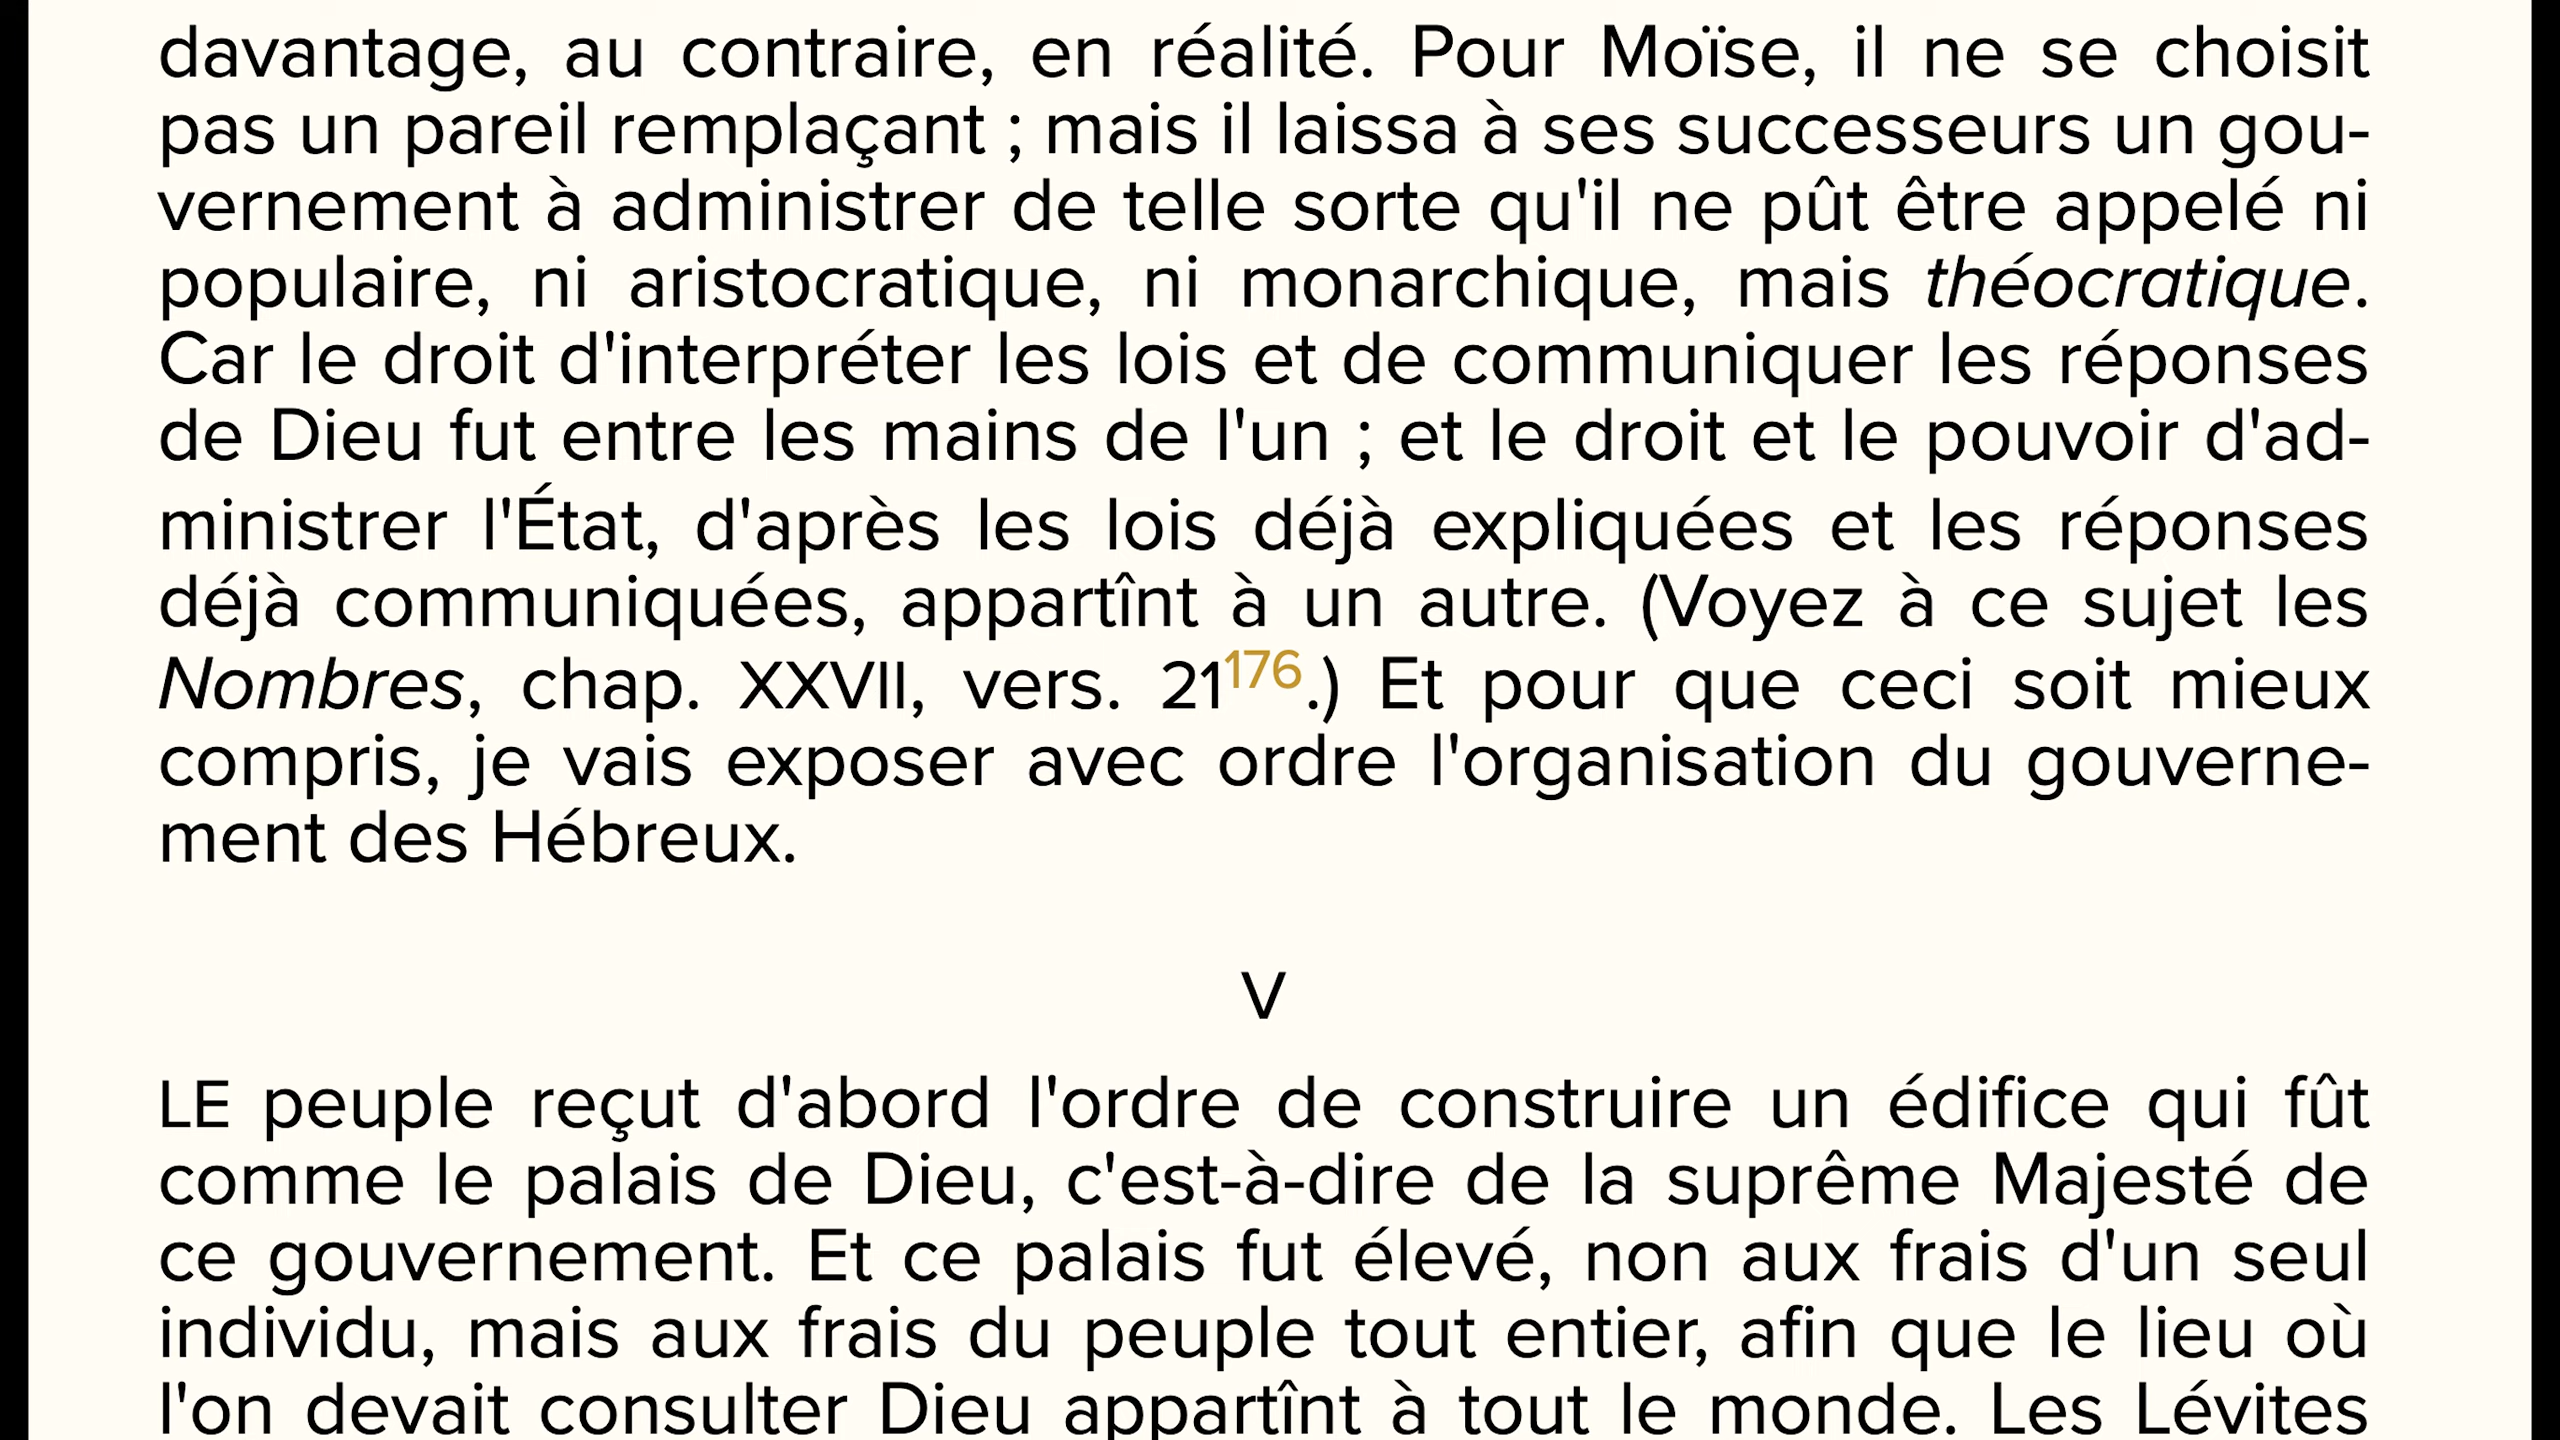 davantage, au contraire, en réalité. Pour Moïse, il ne se choisit
pas un pareil remplaçant ; mais il laissa à ses successeurs un gou-
vernement à administrer de telle sorte qu'il ne pût être appelé ni
populaire, ni aristocratique, ni monarchique, mais théocratique.
Car le droit d'interpréter les lois et de communiquer les réponses
de Dieu fut entre les mains de l'un ; et le droit et le pouvoir d'ad-
ministrer l'État, d'après les lois déjà expliquées et les réponses
déjà communiquées, appartînt à un autre. (Voyez à ce sujet les
Nombres, chap. XXVII, vers. 21176.) Et pour que ceci soit mieux
compris, je vais exposer avec ordre l'organisation du gouverne-
ment des Hébreux.
V
LE peuple reçut d'abord l'ordre de construire un édifice qui fût
comme le palais de Dieu, c'est-à-dire de la suprême Majesté de
ce gouvernement. Et ce palais fut élevé, non aux frais d'un seul
individu, mais aux frais du peuple tout entier, afin que le lieu où
l'on devait consulter Dieu appartînt à tout le monde. Les Lévites